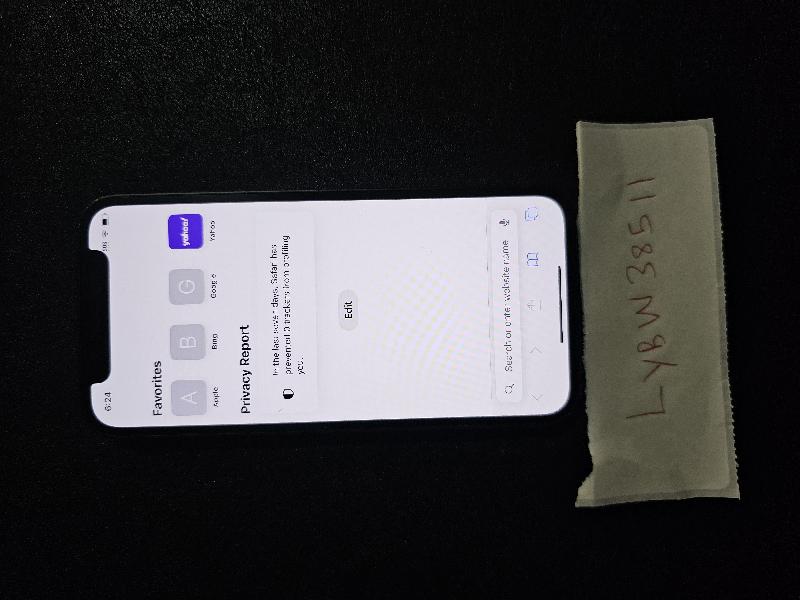 6:24
SOS
Favorites
A
B
G
yahoo!
Apple
Bing
Google
Yahoo
Privacy Report
In the last seven days, Safari has
prevented 0 trackers from profiling
you.
Edit
Search or enter website name
LYBW38511